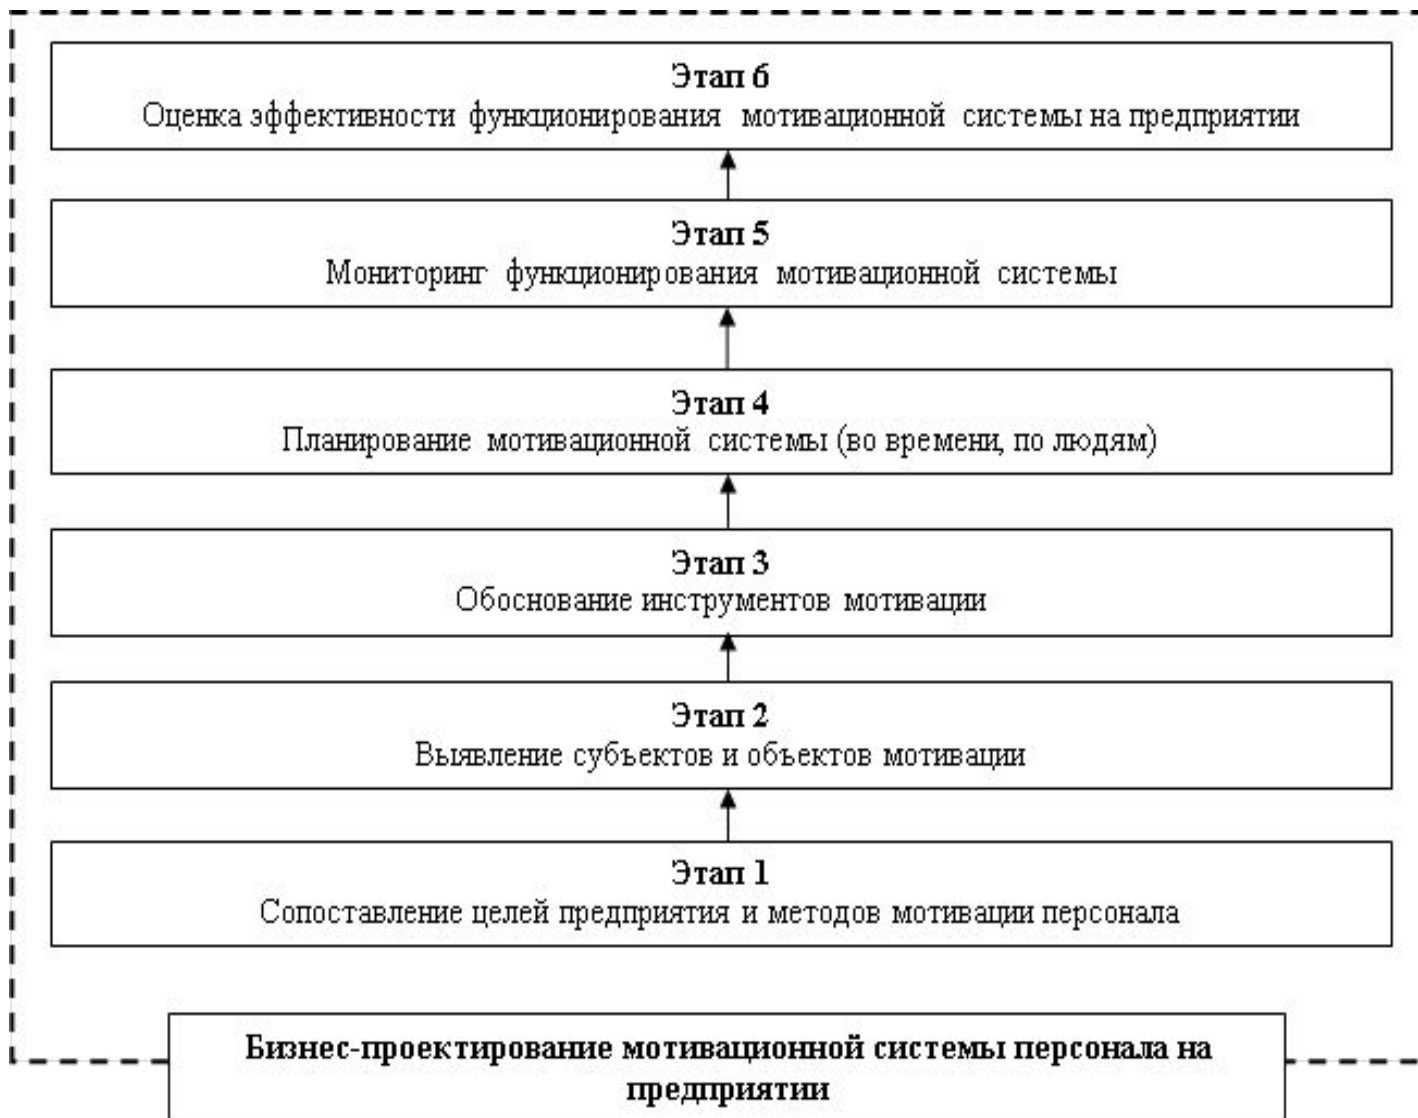 Этап 6
Оценка эффективности функционирования мотивационной системы на предприятии
Этап 5
Мониторинг функционирования мотивационной системы
Этап 4
Планирование мотивационной системы (во времени, по людям)
Этап 3
Обоснование инструментов мотивации
Этап 2
Выявление субъектов и объектов мотивации
Этап 1
Сопоставление целей предприятия и методов мотивации персонала
Бизнес-проектирование мотивационной системы персонала на
предприятии